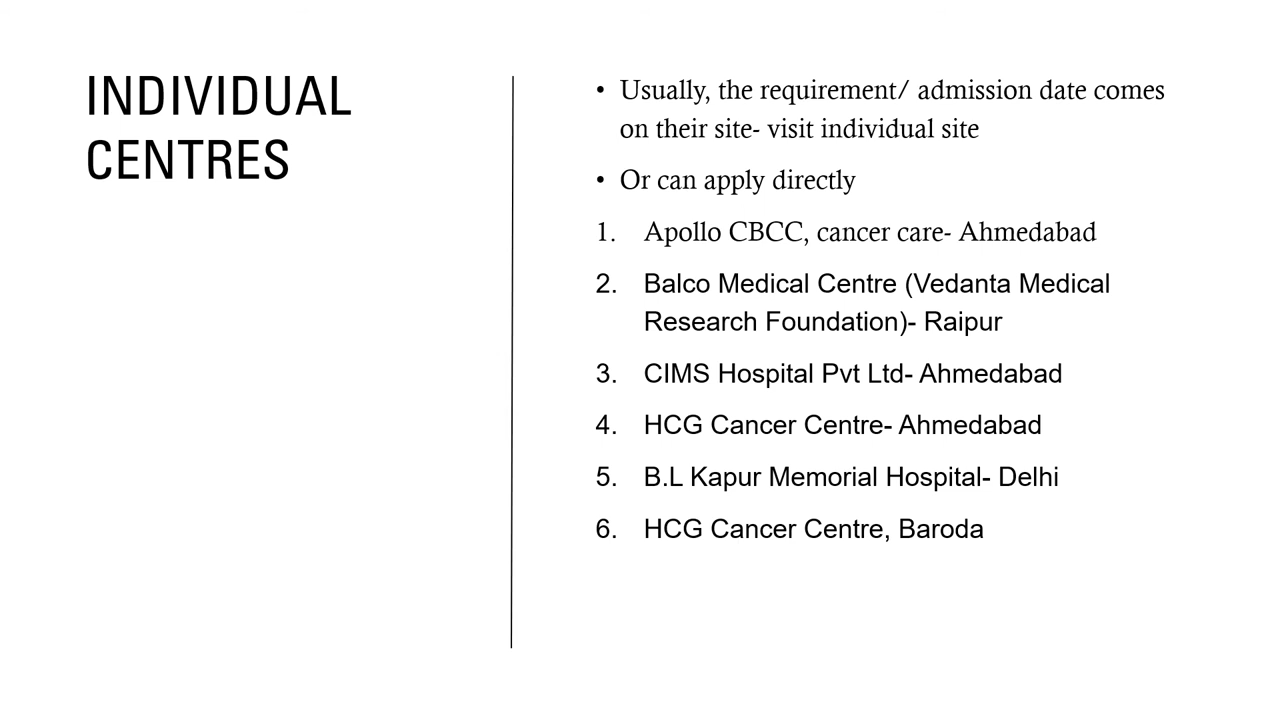 INDIVIDUAL
CENTRES
• Usually, the requirement/ admission date comes
on their site- visit individual site
• Or can apply directly
1. Apollo CBCC, cancer care- Ahmedabad
2. Balco Medical Centre (Vedanta Medical
Research Foundation)- Raipur
3. CIMS Hospital Pvt Ltd- Ahmedabad
4. HCG Cancer Centre- Ahmedabad
5. B.L Kapur Memorial Hospital- Delhi
6. HCG Cancer Centre, Baroda